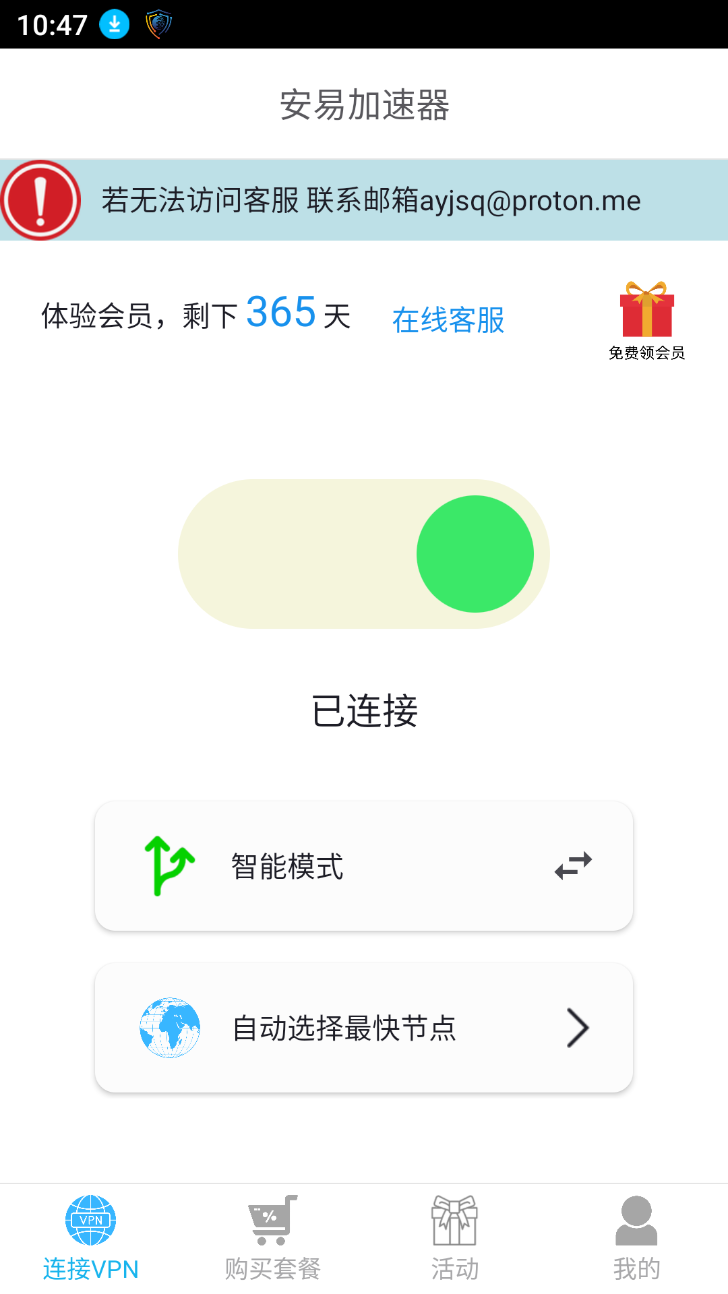 10:47
安易加速器
若无法访问客服 联系邮箱ayjsq@proton.me
体验会员，剩下 365 天 在线客服
免费领会员
已连接
智能模式
自动选择最快节点
VPN
%
连接VPN 购买套餐 活动 我的